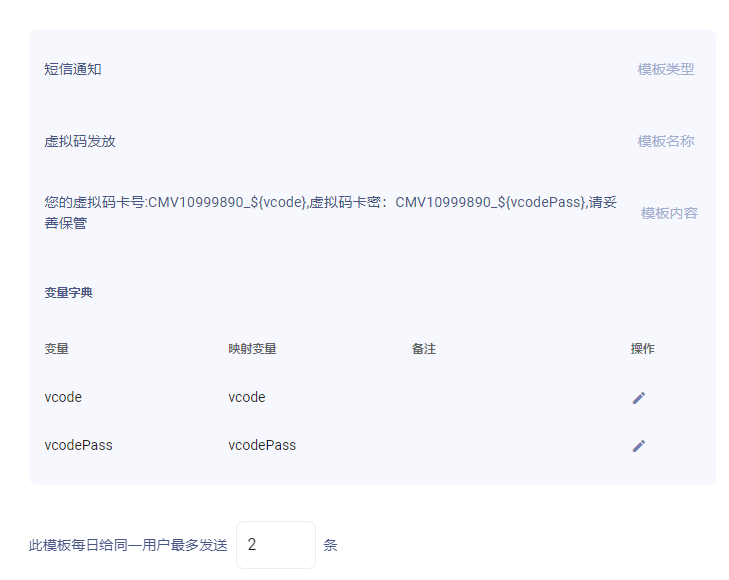 短信通知 模板类型
虚拟码发放 模板名称
您的虚拟码卡号:CMV10999890_${vcode},虚拟码卡密：CMV10999890_${vcodePass},请妥
善保管
模板内容
变量字典
变量 映射变量 备注 操作
vcode vcode
vcodePass vcodePass
此模板每日给同一用户最多发送 2 条